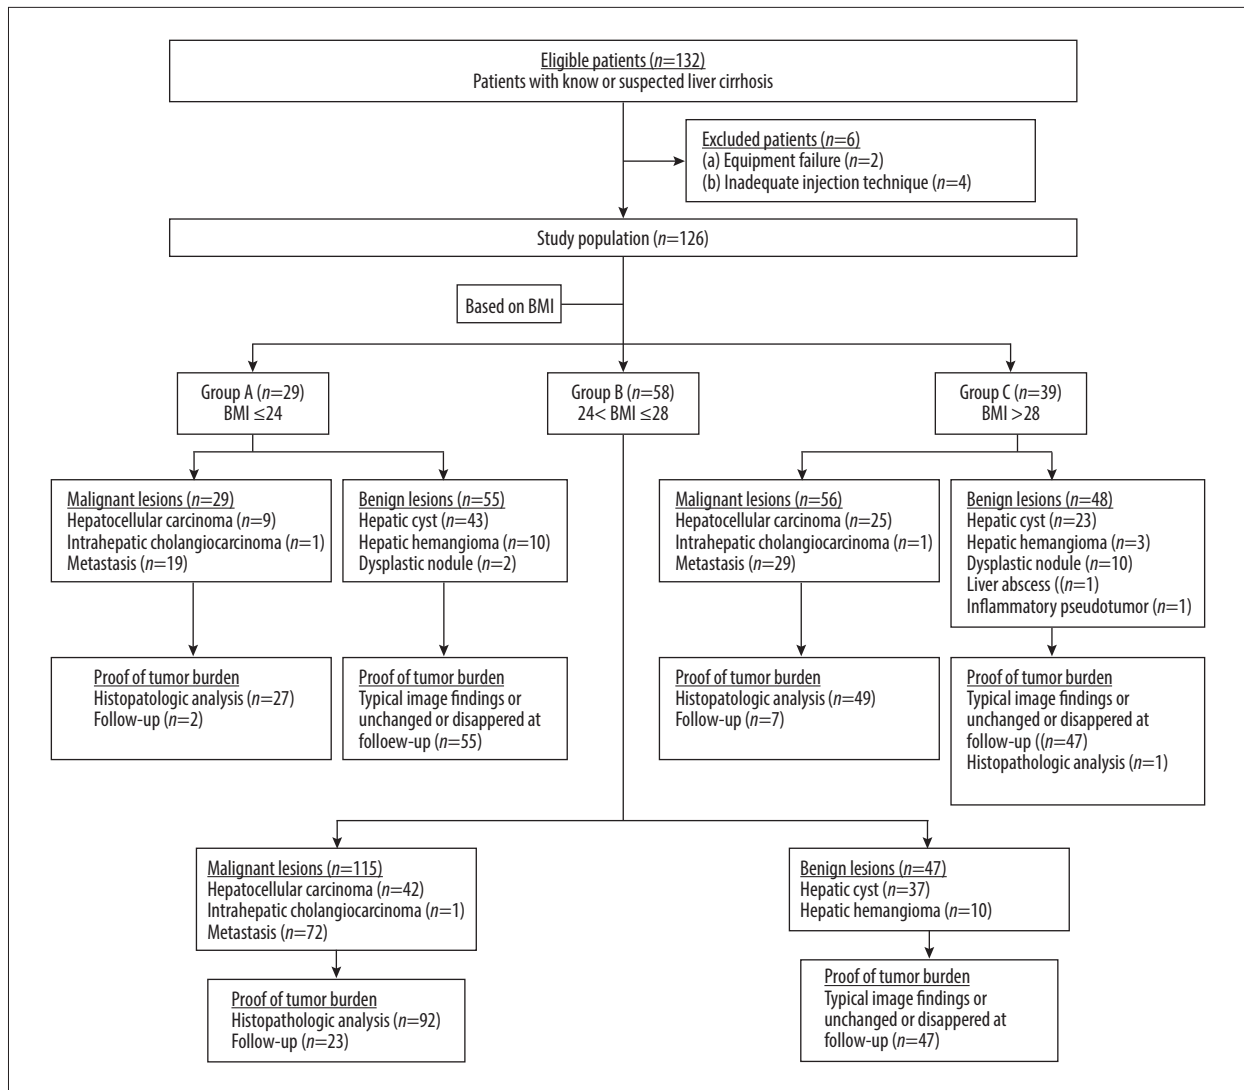 Eligible patients (n=132)
Patients with know or suspected liver cirrhosis
Excluded patients (n=6)
(a) Equipment failure (n=2)
(b) Inadequate injection technique (n=4)
Study population (n=126)
Based on BMI
Group A (n=29)
BMI ≤24
Group B (n=58)
24< BMI ≤28
Group C (n=39)
BMI >28
Malignant lesions (n=29)
Hepatocellular carcinoma (n=9)
Intrahepatic cholangiocarcinoma (n=1)
Metastasis (n=19)
Benign lesions (n=55)
Hepatic cyst (n=43)
Hepatic hemangioma (n=10)
Dysplastic nodule (n=2)
Malignant lesions (n=56)
Hepatocellular carcinoma (n=25)
Intrahepatic cholangiocarcinoma (n=1)
Metastasis (n=29)
Benign lesions (n=48)
Hepatic cyst (n=23)
Hepatic hemangioma (n=3)
Dysplastic nodule (n=10)
Liver abscess ((n=1)
Inflammatory pseudotumor (n=1)
Proof of tumor burden
Histopatologic analysis (n=27)
Follow-up (n=2)
Proof of tumor burden
Typical image findings or
unchanged or disappered at
folloew-up (n=55)
Proof of tumor burden
Histopatologic analysis (n=49)
Follow-up (n=7)
Proof of tumor burden
Typical image findings or
unchanged or disappered at
follow-up ((n=47)
Histopathologic analysis (n=1)
Malignant lesions (n=115)
Hepatocellular carcinoma (n=42)
Intrahepatic cholangiocarcinoma (n=1)
Metastasis (n=72)
Benign lesions (n=47)
Hepatic cyst (n=37)
Hepatic hemangioma (n=10)
Proof of tumor burden
Histopathologic analysis (n=92)
Follow-up (n=23)
Proof of tumor burden
Typical image findings or
unchanged or disappered at
follow-up (n=47)